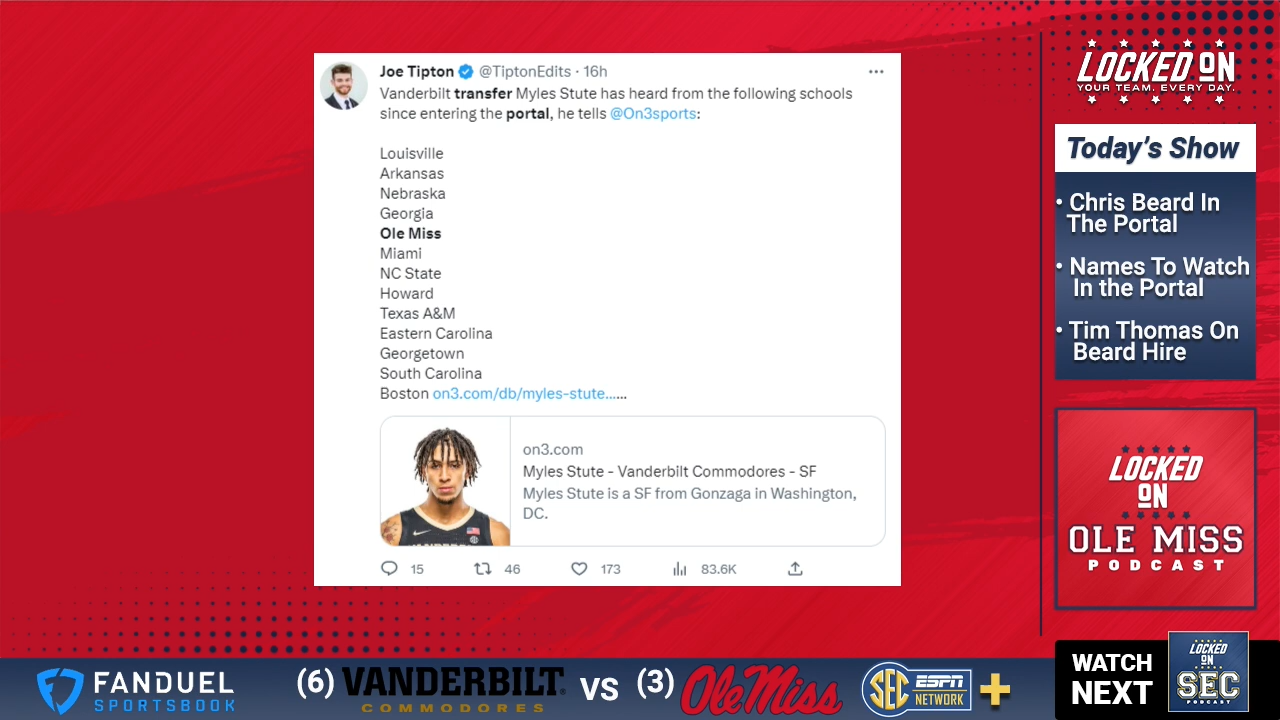 Joe Tipton @TiptonEdits · 16h
Vanderbilt transfer Myles Stute has heard from the following schools
since entering the portal, he tells @On3sports:
Louisville
Arkansas
Nebraska
Georgia
Ole Miss
Miami
NC State
Howard
Texas A&M
Eastern Carolina
Georgetown
South Carolina
Boston on3.com/db/myles-stute……
on3.com
Myles Stute - Vanderbilt Commodores - SF
Myles Stute is a SF from Gonzaga in Washington,
DC.
15 46 173 83.6K
LOCKED ON
YOUR TEAM. EVERY DAY.
Today's Show
• Chris Beard In
The Portal
• Names To Watch
In the Portal
• Tim Thomas On
Beard Hire
LOCKED
ON
OLE MISS
PODCAST
FANDUEL
SPORTSBOOK
(6) VANDERBILT
COMMODORES
VS
(3) Ole Miss
SEC ESPN
NETWORK +
WATCH
NEXT
LOCKED
ON
SEC
PODCAST